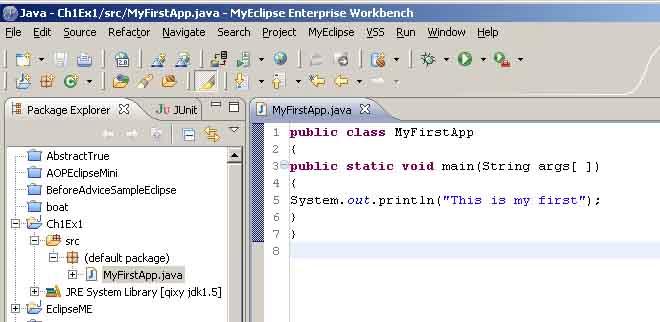 Java - Ch1Ex1/src/MyFirstApp.java - MyEclipse Enterprise Workbench
File Edit Source Refactor Navigate Search Project MyEclipse VSS Run Window Help
Package Explorer JU JUnit
AbstractTrue
AOPEclipseMini
BeforeAdviceSampleEclipse
boat
Ch1Ex1
src
(default package)
MyFirstApp.java
JRE System Library [qixy jdk1.5]
EclipseME
MyFirstApp.java
1 public class MyFirstApp
2 {
3 public static void main(String args[ ])
4 {
5 System.out.println("This is my first");
6 }
7 }
8